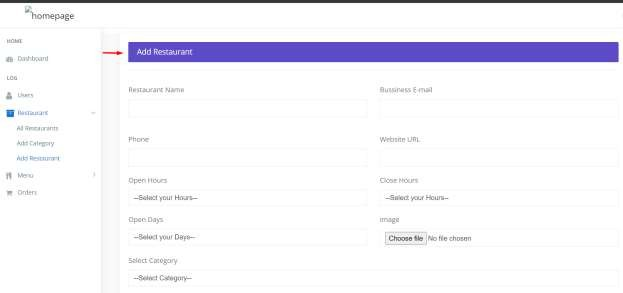 homepage
HOME
Dashboard
LOG
Users
Restaurant
All Restaurants
Add Category
Add Restaurant
Menu
Orders
Add Restaurant
Restaurant Name
Bussiness E-mail
Phone
Website URL
Open Hours
Close Hours
--Select your Hours--
--Select your Hours--
Open Days
Image
--Select your Days--
Choose file No file chosen
Select Category
--Select Category--